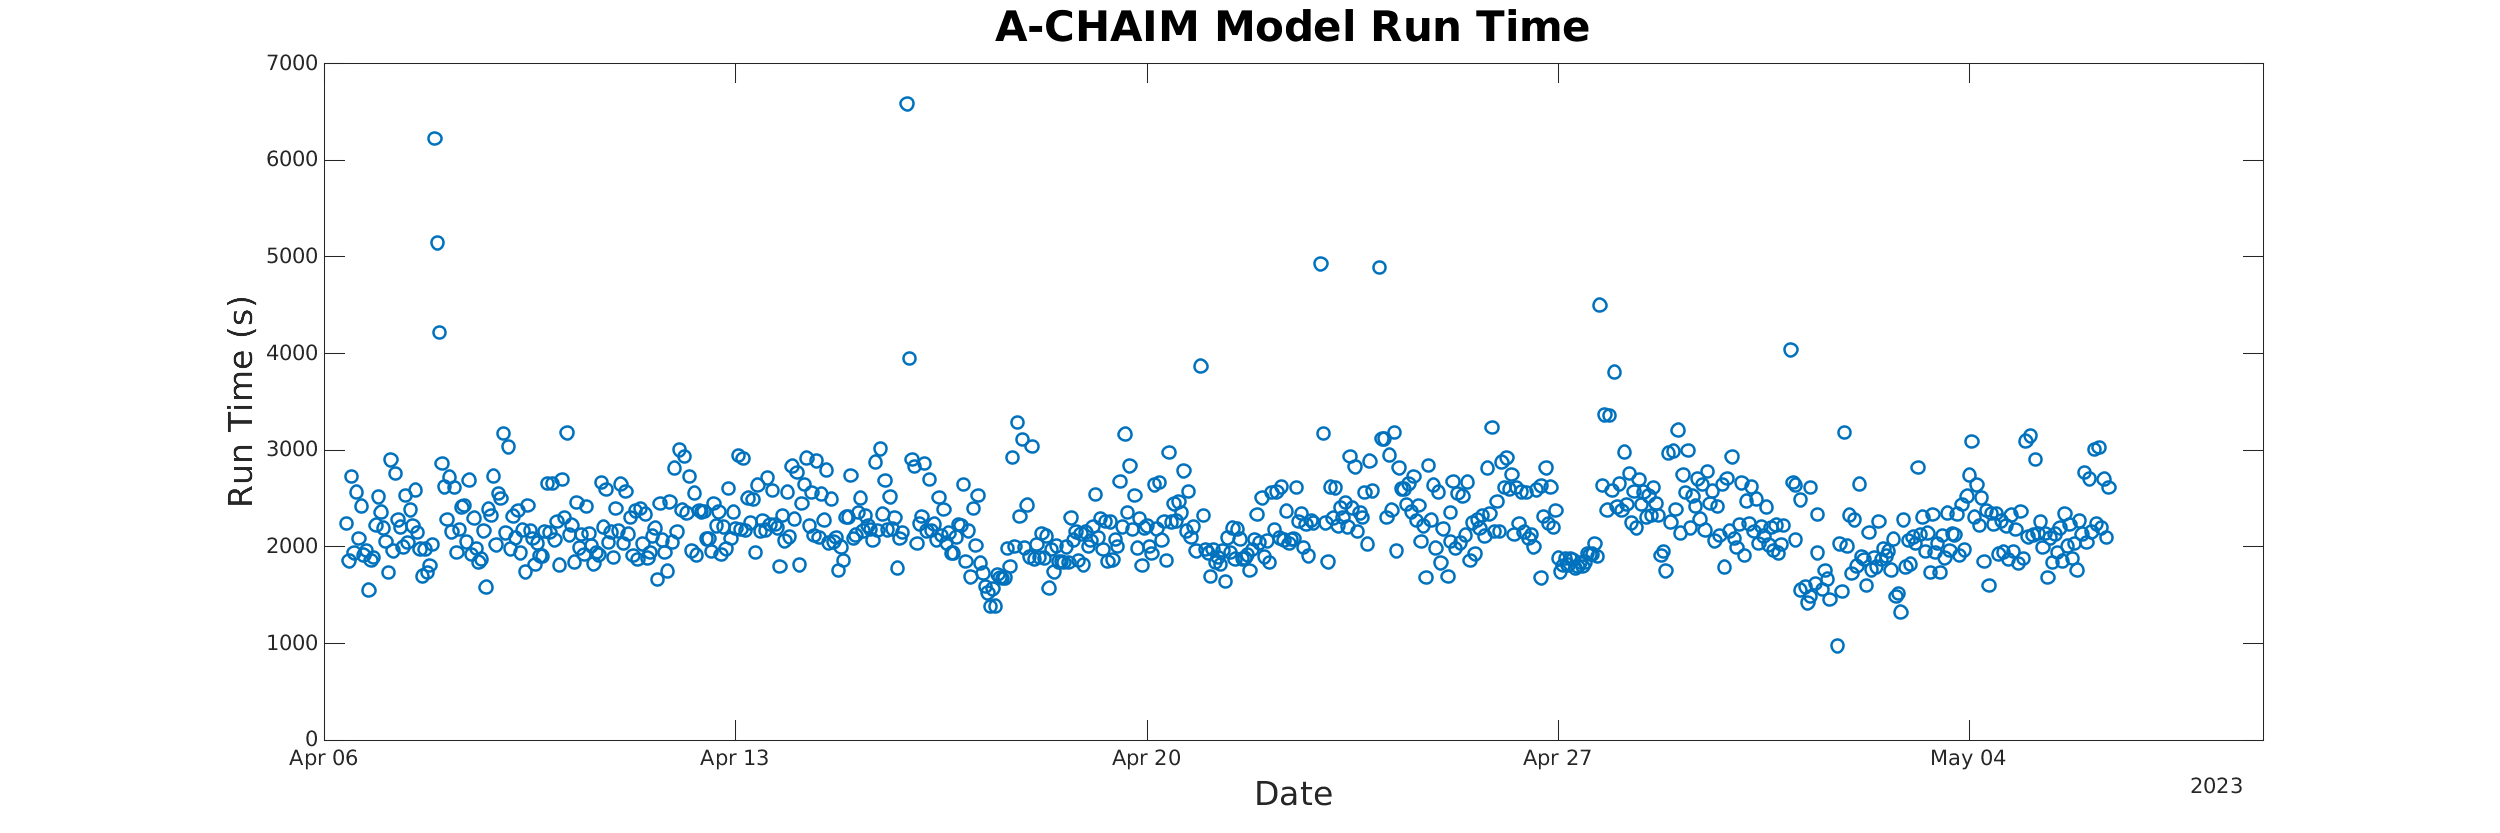 A-CHAIM Model Run Time
7000
6000
5000
4000
3000
2000
1000
0
Run Time (s)
Apr 06
Apr 13
Apr 20
Apr 27
May 04
2023
Date